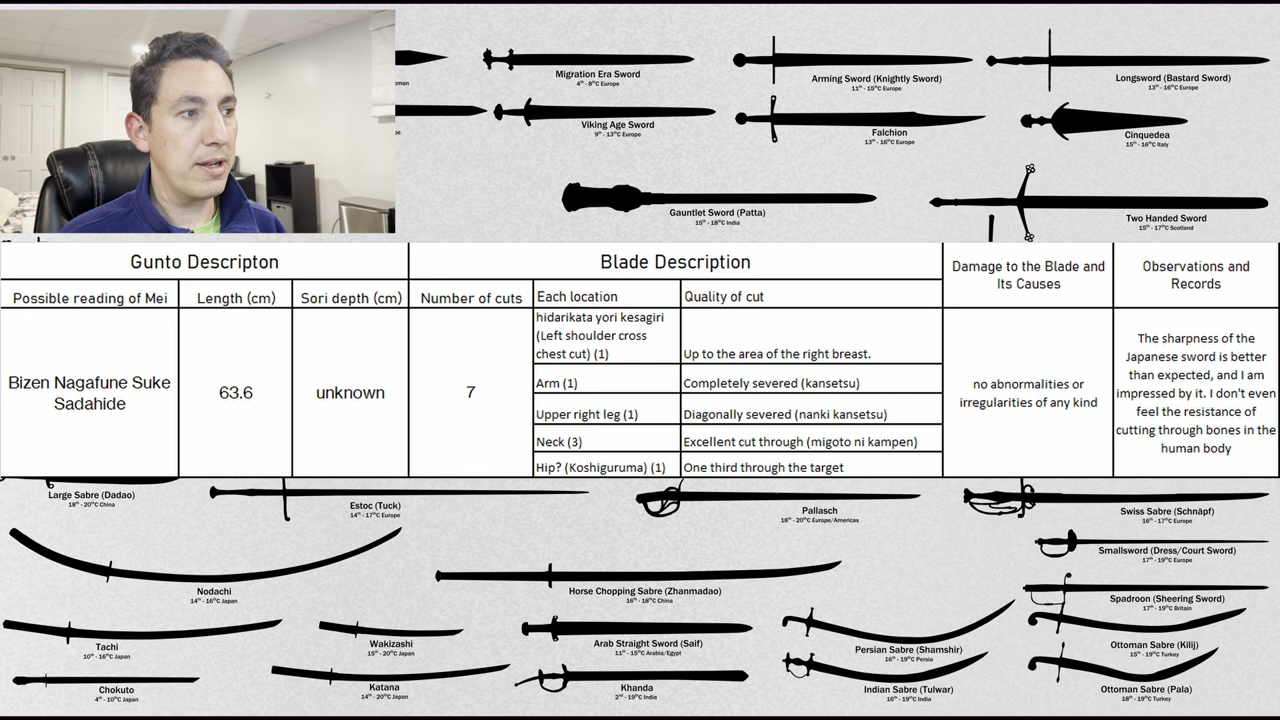 Migration Era Sword
4th - 8thC Europe
Arming Sword (Knightly Sword)
11th - 15thC Europe
Longsword (Bastard Sword)
13th - 16thC Europe
Viking Age Sword
9th - 13thC Europe
Falchion
13th - 16thC Europe
Cinquedea
15th - 16thC Italy
Gauntlet Sword (Patta)
15th - 18thC India
Two Handed Sword
15th - 17thC Scotland
Gunto Descripton
Blade Description
Damage to the Blade and
Its Causes
Observations and
Records
Possible reading of Mei
Length (cm)
Sori depth (cm)
Number of cuts
Each location
Quality of cut
Bizen Nagafune Suke
Sadahide
63.6
unknown
7
hidarikata yori kesagiri
(Left shoulder cross
chest cut) (1)
Up to the area of the right breast.
Arm (1)
Completely severed (kansetsu)
Upper right leg (1)
Diagonally severed (nanki kansetsu)
Neck (3)
Excellent cut through (migoto ni kampen)
Hip? (Koshiguruma) (1)
One third through the target
no abnormalities or
irregularities of any kind
The sharpness of the
Japanese sword is better
than expected, and I am
impressed by it. I don't even
feel the resistance of
cutting through bones in the
human body
Large Sabre (Dadao)
18th - 20thC China
Estoc (Tuck)
14th - 17thC Europe
Pallasch
18th - 20thC Europe/Americas
Swiss Sabre (Schnäpf)
16th - 17thC Europe
Smallsword (Dress/Court Sword)
17th - 19thC Europe
Nodachi
14th - 16thC Japan
Horse Chopping Sabre (Zhanmadao)
16th - 18thC China
Spadroon (Sheering Sword)
17th - 19thC Britain
Tachi
10th - 16thC Japan
Wakizashi
15th - 20thC Japan
Arab Straight Sword (Saif)
11th - 15thC Arabia/Egypt
Persian Sabre (Shamshir)
16th - 19thC Persia
Ottoman Sabre (Kilij)
15th - 19thC Turkey
Chokuto
4th - 10thC Japan
Katana
14th - 20thC Japan
Khanda
2nd - 19thC India
Indian Sabre (Tulwar)
16th - 19thC India
Ottoman Sabre (Pala)
18th - 19thC Turkey